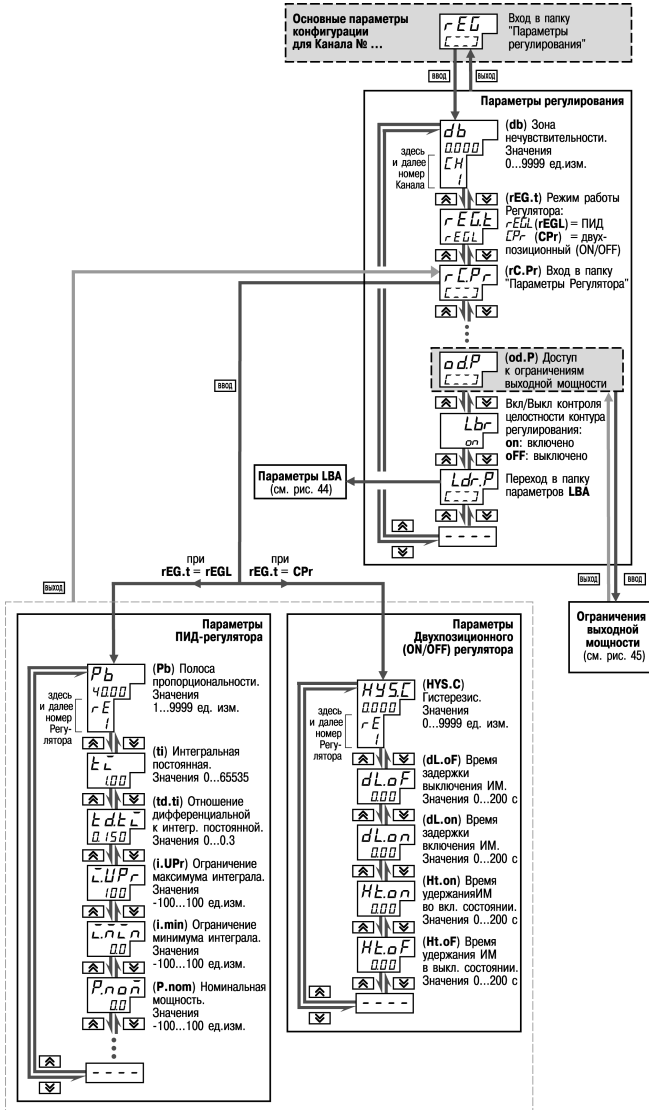 Основные параметры
конфигурации
для Канала № ...
rEG
[---]
Вход в папку
"Параметры
регулирования"
ВВОД
ВЫХОД
Параметры регулирования
db
0.000
CH
1
здесь
и далее
номер
Канала
(db) Зона
нечувствительности.
Значения
0...9999 ед.изм.
rEG.t
rEGL
(rEG.t) Режим работы
Регулятора:
rEGL (rEGL) = ПИД
CPr (CPr) = двух-
позиционный (ON/OFF)
rC.Pr
[---]
(rC.Pr) Вход в папку
"Параметры Регулятора"
od.P
[---]
(od.P) Доступ
к ограничениям
выходной мощности
ВВОД
Lbr
on
Вкл/Выкл контроля
целостности контура
регулирования:
on: включено
oFF: выключено
Параметры LBA
(см. рис. 44)
Ldr.P
[---]
Переход в папку
параметров LBA
- - - -
при
rEG.t = rEGL
при
rEG.t = CPr
ВЫХОД
ВЫХОД
ВВОД
Ограничения
выходной
мощности
(см. рис. 45)
Параметры
ПИД-регулятора
Pb
40.00
rE
1
здесь
и далее
номер
Регу-
лятора
(Pb) Полоса
пропорциональности.
Значения
1...9999 ед. изм.
ti
1.00
(ti) Интегральная
постоянная.
Значения 0...65535
td.ti
0.150
(td.ti) Отношение
дифференциальной
к интегр. постоянной.
Значения 0...0.3
i.UPr
100
(i.UPr) Ограничение
максимума интеграла.
Значения
-100...100 ед.изм.
i.min
0.0
(i.min) Ограничение
минимума интеграла.
Значения
-100...100 ед.изм.
P.nom
0.0
(P.nom) Номинальная
мощность.
Значения
-100...100 ед.изм.
- - - -
Параметры
Двухпозиционного
(ON/OFF) регулятора
HYS.C
0.000
rE
1
здесь
и далее
номер
Регу-
лятора
(HYS.C)
Гистерезис.
Значения
0...9999 ед. изм.
dL.oF
0.00
(dL.oF) Время
задержки
выключения ИМ.
Значения 0...200 с
dL.on
0.00
(dL.on) Время
задержки
включения ИМ.
Значения 0...200 с
Ht.on
0.00
(Ht.on) Время
удержанияИМ
во вкл. состоянии.
Значения 0...200 с
Ht.oF
0.00
(Ht.oF) Время
удержания ИМ
в выкл. состоянии.
Значения 0...200 с
- - - -